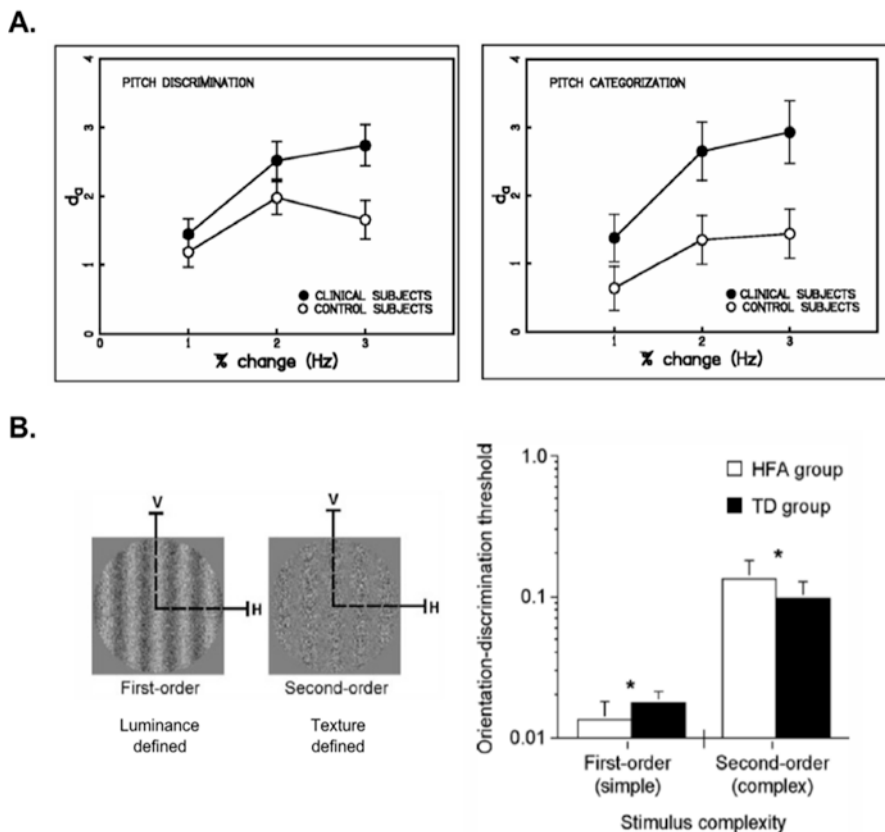 A.
PITCH DISCRIMINATION
4
3
2
1
0
d_a
● CLINICAL SUBJECTS
○ CONTROL SUBJECTS
1 2 3
% change (Hz)
PITCH CATEGORIZATION
4
3
2
1
0
d_a
● CLINICAL SUBJECTS
○ CONTROL SUBJECTS
1 2 3
% change (Hz)
B.
V
H
First-order
Luminance
defined
V
H
Second-order
Texture
defined
Orientation-discrimination threshold
1.0
0.1
0.01
HFA group
TD group
*
*
First-order
(simple)
Second-order
(complex)
Stimulus complexity